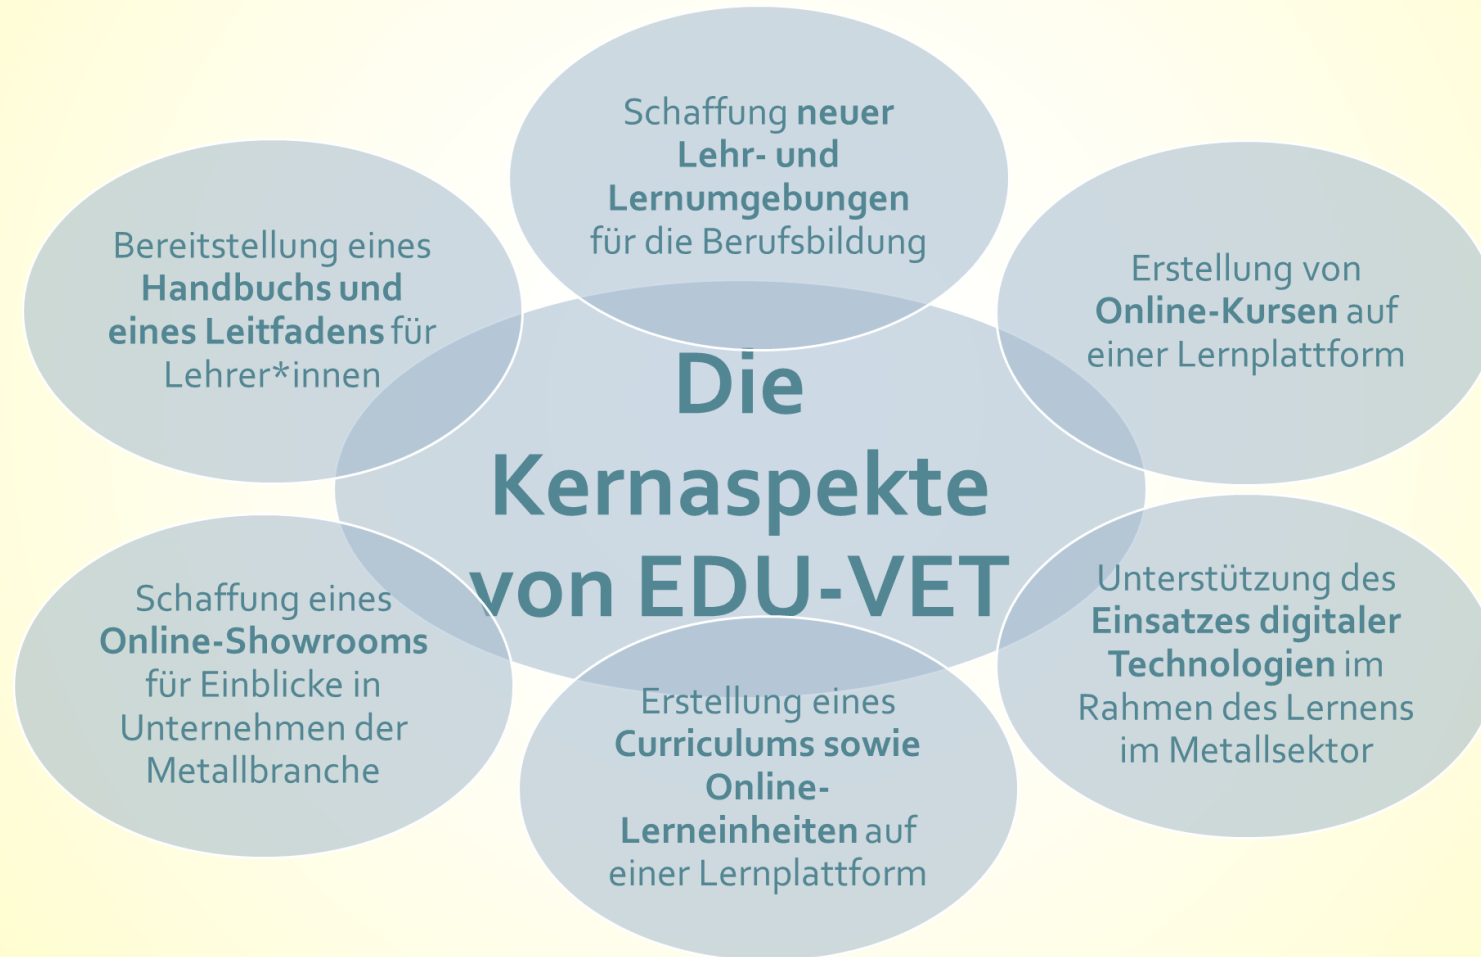 Schaffung neuer
Lehr- und
Lernumgebungen
für die Berufsbildung
Bereitstellung eines
Handbuchs und
eines Leitfadens für
Lehrer*innen
Erstellung von
Online-Kursen auf
einer Lernplattform
Die
Kernaspekte
von EDU-VET
Schaffung eines
Online-Showrooms
für Einblicke in
Unternehmen der
Metallbranche
Unterstützung des
Einsatzes digitaler
Technologien im
Rahmen des Lernens
im Metallsektor
Erstellung eines
Curriculums sowie
Online-
Lerneinheiten auf
einer Lernplattform